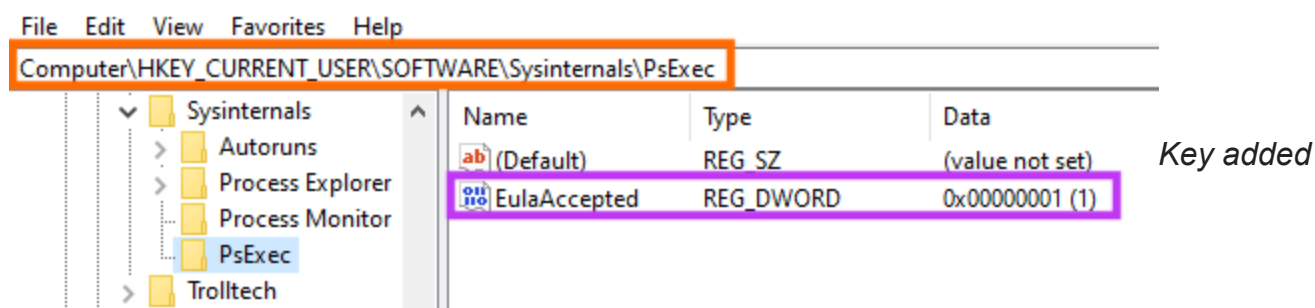 File Edit View Favorites Help
Computer\HKEY_CURRENT_USER\SOFTWARE\Sysinternals\PsExec
Sysinternals
Autoruns
Process Explorer
Process Monitor
PsExec
Trolltech
Name Type Data
ab (Default) REG_SZ (value not set)
EulaAccepted REG_DWORD 0x00000001 (1)
Key added